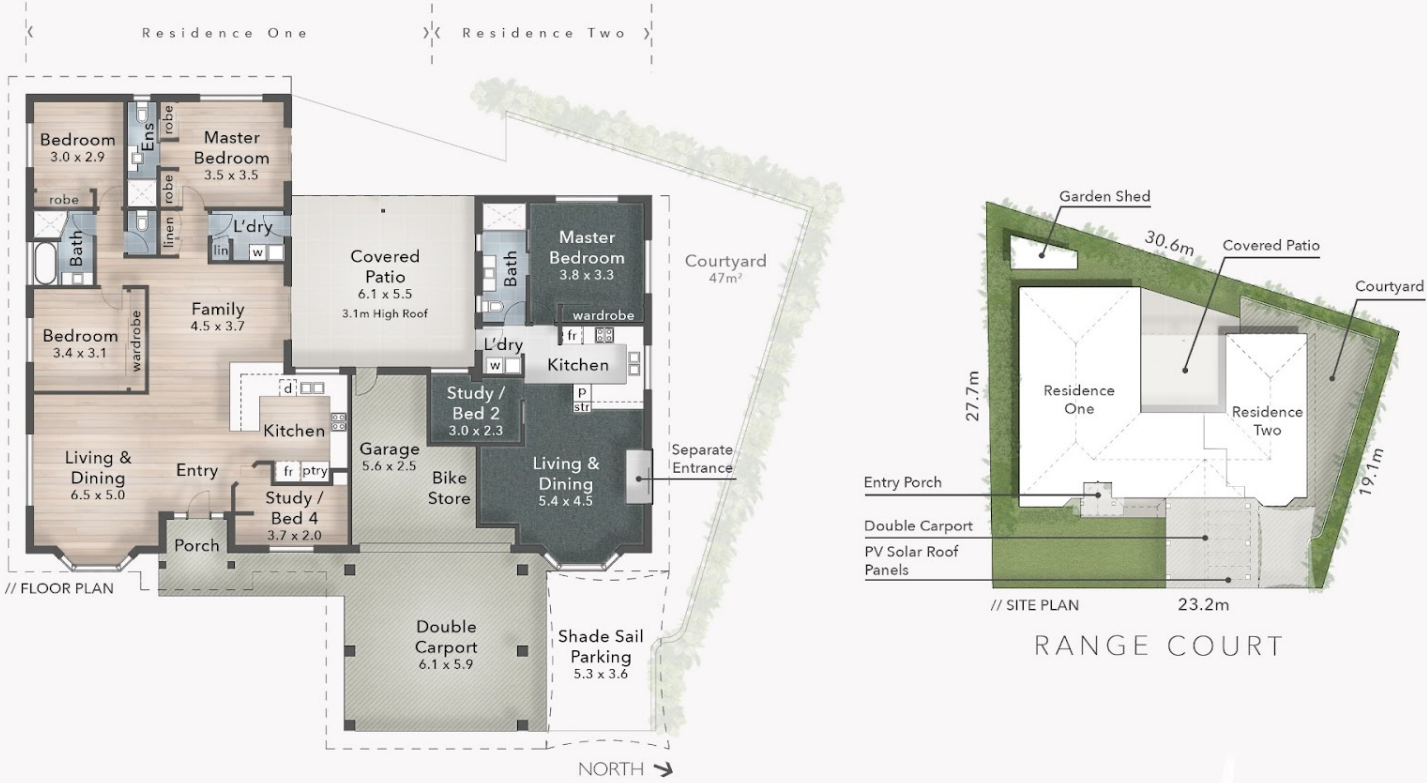 Residence One
Residence Two
Bedroom
3.0 x 2.9
robe
Ens
robe
robe
Master
Bedroom
3.5 x 3.5
Bath
linen
lin
L'dry
w
Family
4.5 x 3.7
Bedroom
3.4 x 3.1
wardrobe
d
Kitchen
fr
ptry
Living &
Dining
6.5 x 5.0
Entry
Study /
Bed 4
3.7 x 2.0
Porch
Covered
Patio
6.1 x 5.5
3.1m High Roof
Garage
5.6 x 2.5
Bike
Store
Bath
Master
Bedroom
3.8 x 3.3
wardrobe
L'dry
w
fr
Kitchen
P
str
Study /
Bed 2
3.0 x 2.3
Living &
Dining
5.4 x 4.5
Courtyard
47m²
Separate
Entrance
Double
Carport
6.1 x 5.9
Shade Sail
Parking
5.3 x 3.6
// FLOOR PLAN
NORTH
Garden Shed
30.6m
Covered Patio
Courtyard
27.7m
Residence
One
Residence
Two
19.1m
Entry Porch
Double Carport
PV Solar Roof
Panels
// SITE PLAN
23.2m
RANGE COURT